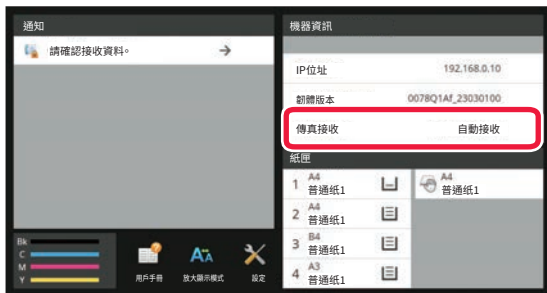 通知
請確認接收資料。
機器資訊
IP位址 192.168.0.10
韌體版本 0078Q1Af_23030100
傳真接收 自動接收
紙匣
1 A4
普通紙1
A4
普通紙1
2 A4
普通紙1
3 B4
普通紙1
4 A3
普通紙1
Bk
C
M
Y
用戶手冊
放大顯示模式
設定